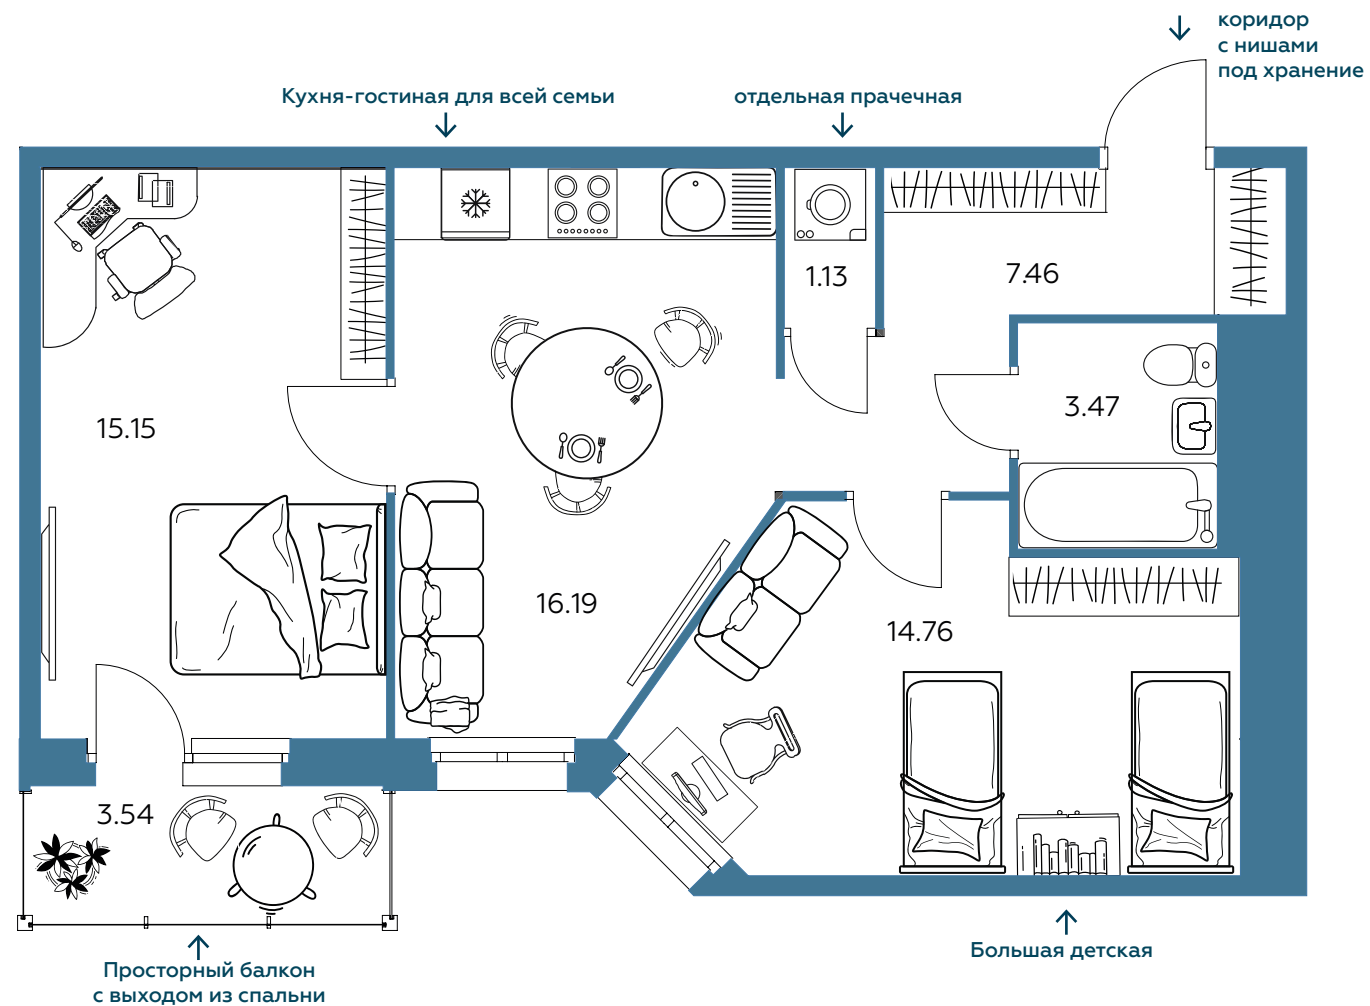 коридор
с нишами
под хранение
Кухня-гостиная для всей семьи
отдельная прачечная
1.13
7.46
15.15
3.47
16.19
14.76
3.54
Большая детская
Просторный балкон
с выходом из спальни